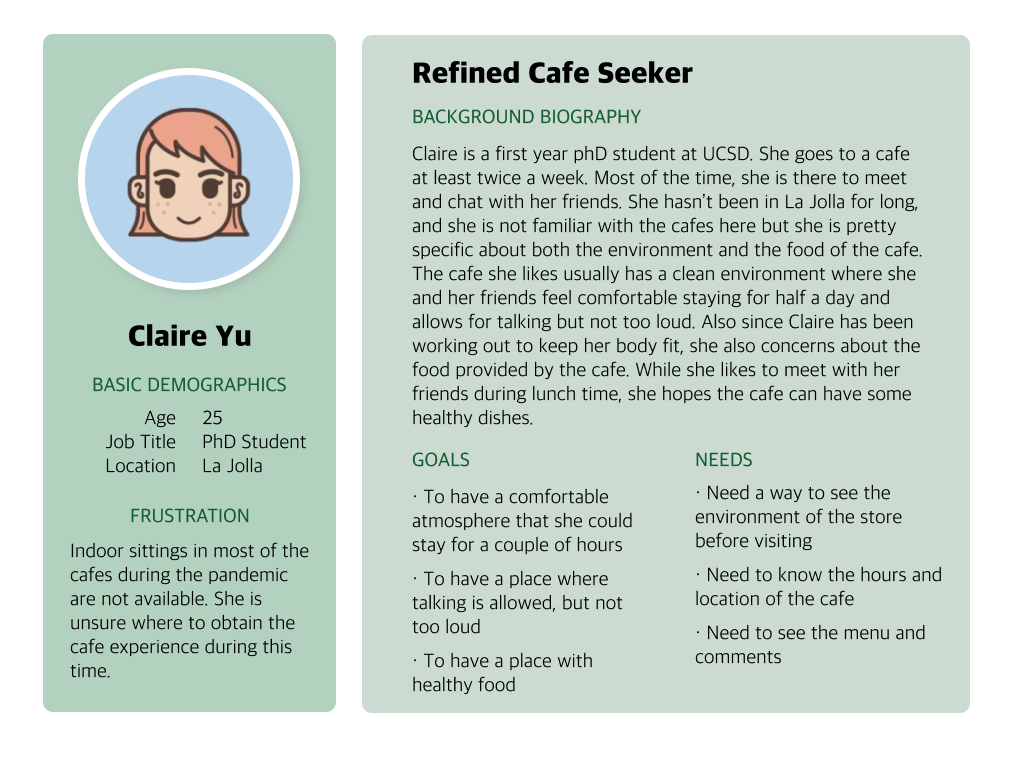 Claire Yu
BASIC DEMOGRAPHICS
Age 25
Job Title PhD Student
Location La Jolla
FRUSTRATION
Indoor sittings in most of the
cafes during the pandemic
are not available. She is
unsure where to obtain the
cafe experience during this
time.
Refined Cafe Seeker
BACKGROUND BIOGRAPHY
Claire is a first year phD student at UCSD. She goes to a cafe
at least twice a week. Most of the time, she is there to meet
and chat with her friends. She hasn't been in La Jolla for long,
and she is not familiar with the cafes here but she is pretty
specific about both the environment and the food of the cafe.
The cafe she likes usually has a clean environment where she
and her friends feel comfortable staying for half a day and
allows for talking but not too loud. Also since Claire has been
working out to keep her body fit, she also concerns about the
food provided by the cafe. While she likes to meet with her
friends during lunch time, she hopes the cafe can have some
healthy dishes.
GOALS
· To have a comfortable
atmosphere that she could
stay for a couple of hours
· To have a place where
talking is allowed, but not
too loud
· To have a place with
healthy food
NEEDS
· Need a way to see the
environment of the store
before visiting
· Need to know the hours and
location of the cafe
· Need to see the menu and
comments